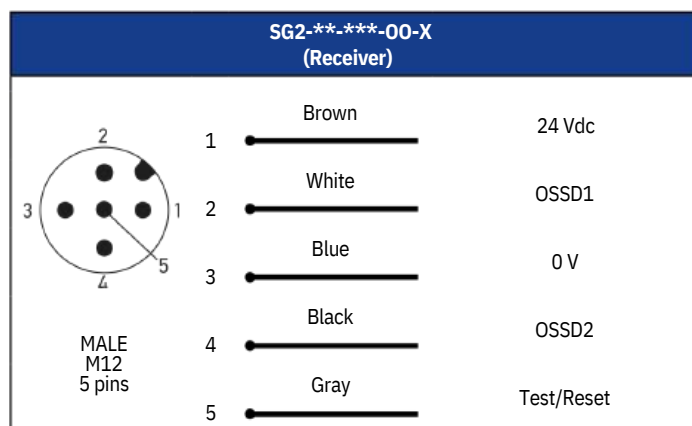 SG2-**-***-OO-X
(Receiver)
2
3
1
5
4
MALE
M12
5 pins
1 Brown 24 Vdc
2 White OSSD1
3 Blue 0 V
4 Black OSSD2
5 Gray Test/Reset